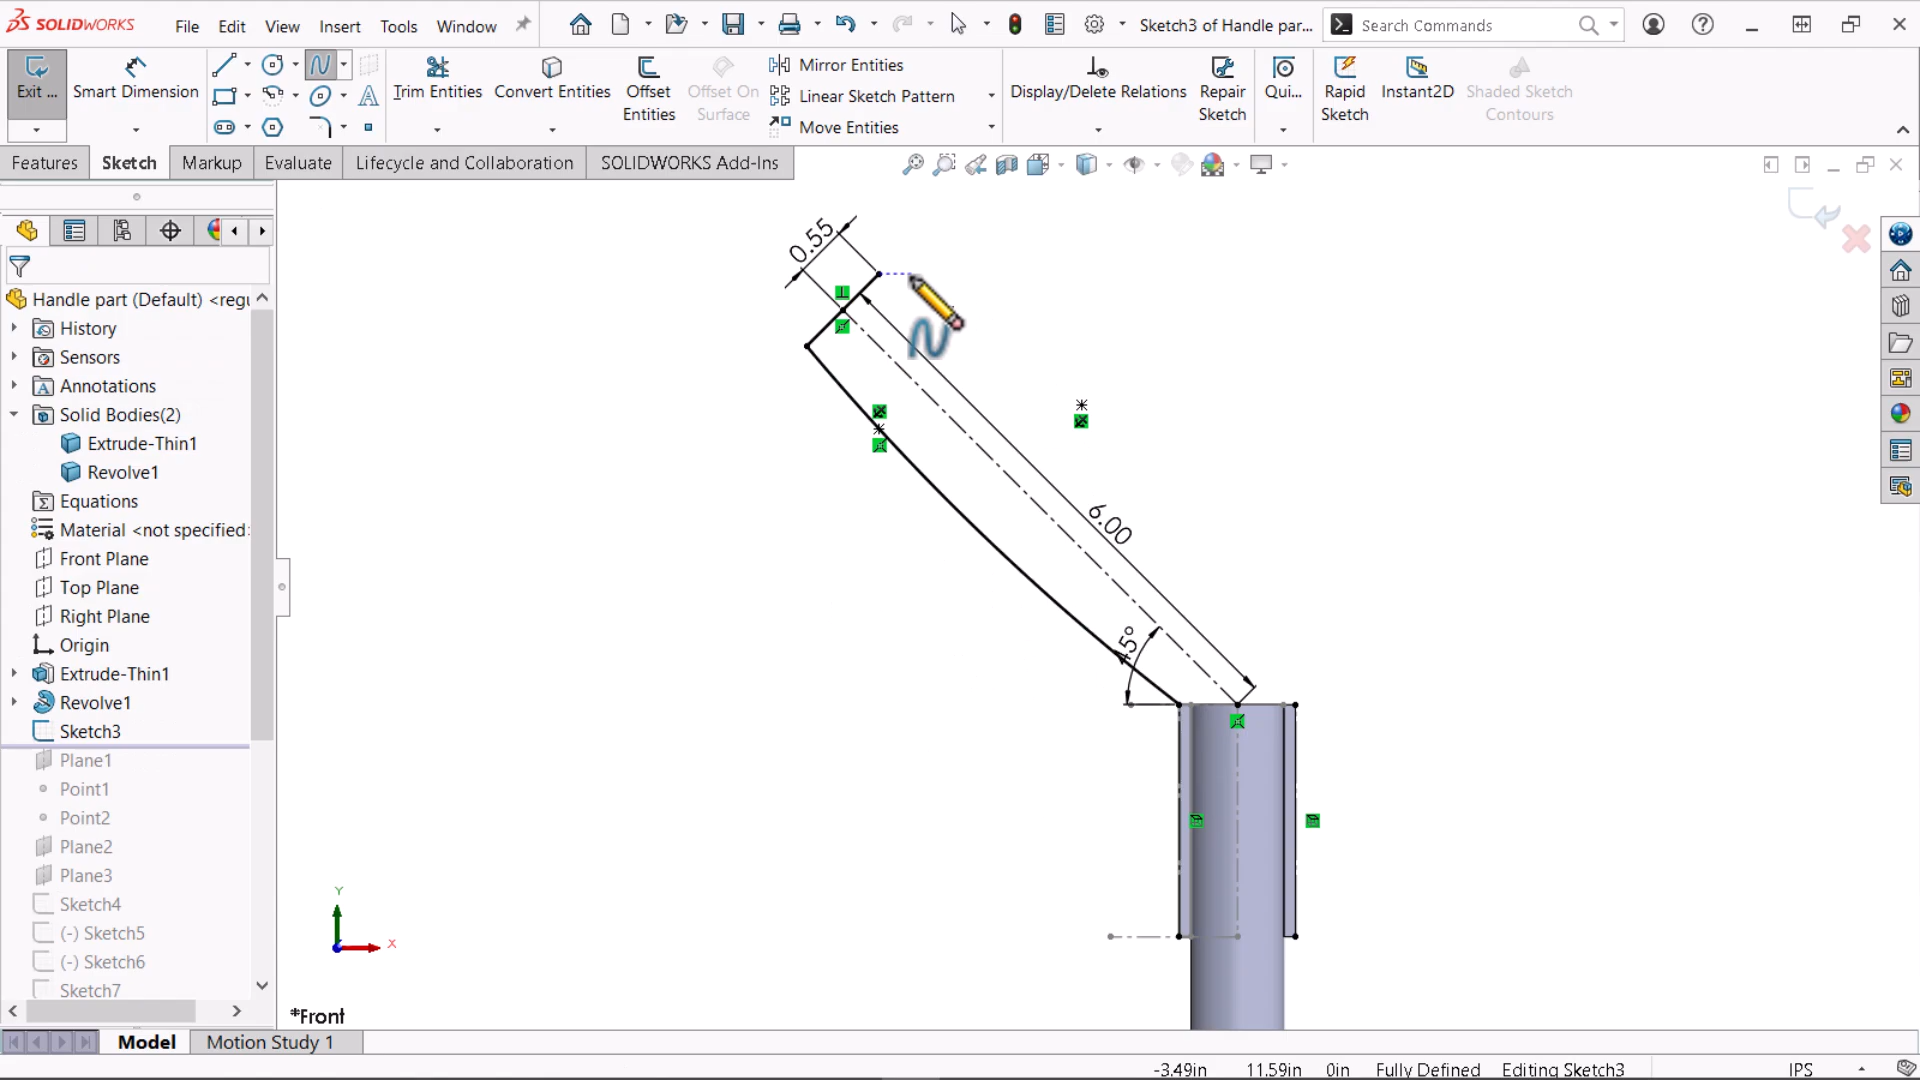 SOLIDWORKS File Edit View Insert Tools Window Sketch3 of Handle par... Search Commands
Exit ... Smart Dimension Trim Entities Convert Entities Offset Entities Offset On Surface Mirror Entities Linear Sketch Pattern Move Entities Display/Delete Relations Repair Sketch Qui... Rapid Sketch Instant2D Shaded Sketch Contours
Features Sketch Markup Evaluate Lifecycle and Collaboration SOLIDWORKS Add-Ins
Handle part (Default) <regu
History
Sensors
Annotations
Solid Bodies(2)
Extrude-Thin1
Revolve1
Equations
Material <not specified>
Front Plane
Top Plane
Right Plane
Origin
Extrude-Thin1
Revolve1
Sketch3
Plane1
Point1
Point2
Plane2
Plane3
Sketch4
(-) Sketch5
(-) Sketch6
Sketch7
0.55
6.00
45°
Y
X
*Front
Model Motion Study 1
-3.49in 11.59in 0in Fully Defined Editing Sketch3 IPS